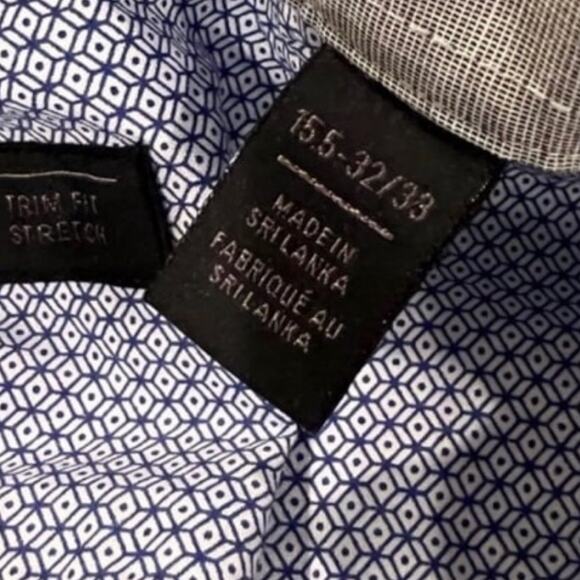 TRIM FIT
STRETCH
15.5-32/33
MADE IN
SRI LANKA
FABRIQUÉ AU
SRI LANKA